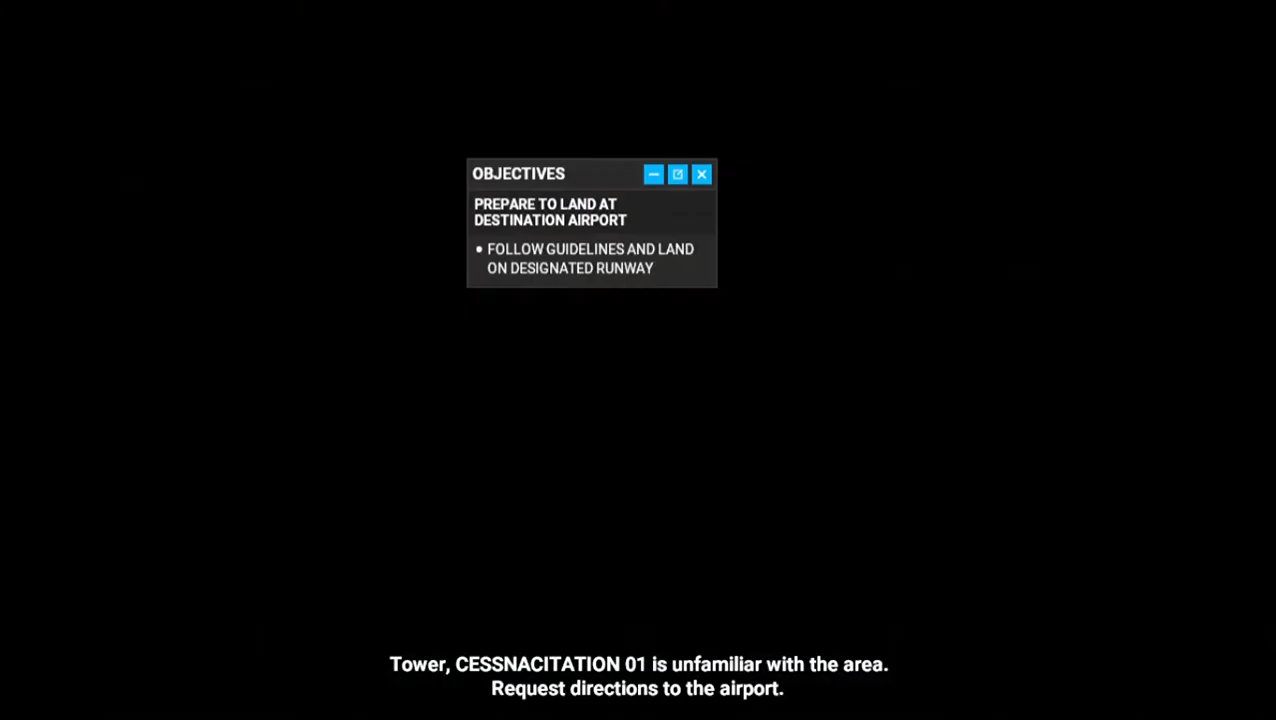 OBJECTIVES
PREPARE TO LAND AT
DESTINATION AIRPORT
• FOLLOW GUIDELINES AND LAND
ON DESIGNATED RUNWAY
Tower, CESSNACITATION 01 is unfamiliar with the area.
Request directions to the airport.